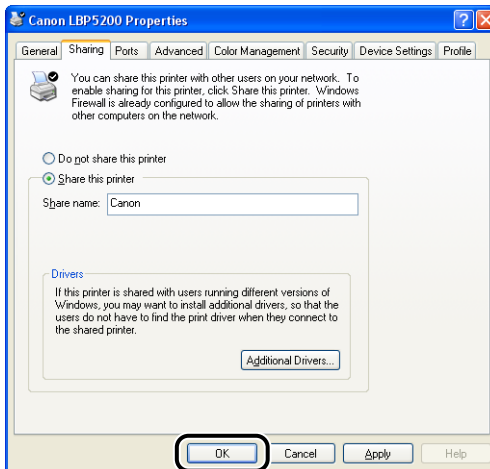 Canon LBP5200 Properties
General Sharing Ports Advanced Color Management Security Device Settings Profile
You can share this printer with other users on your network. To
enable sharing for this printer, click Share this printer. Windows
Firewall is already configured to allow the sharing of printers with
other computers on the network.
Do not share this printer
Share this printer
Share name: Canon
Drivers
If this printer is shared with users running different versions of
Windows, you may want to install additional drivers, so that the
users do not have to find the print driver when they connect to
the shared printer.
Additional Drivers...
OK Cancel Apply Help